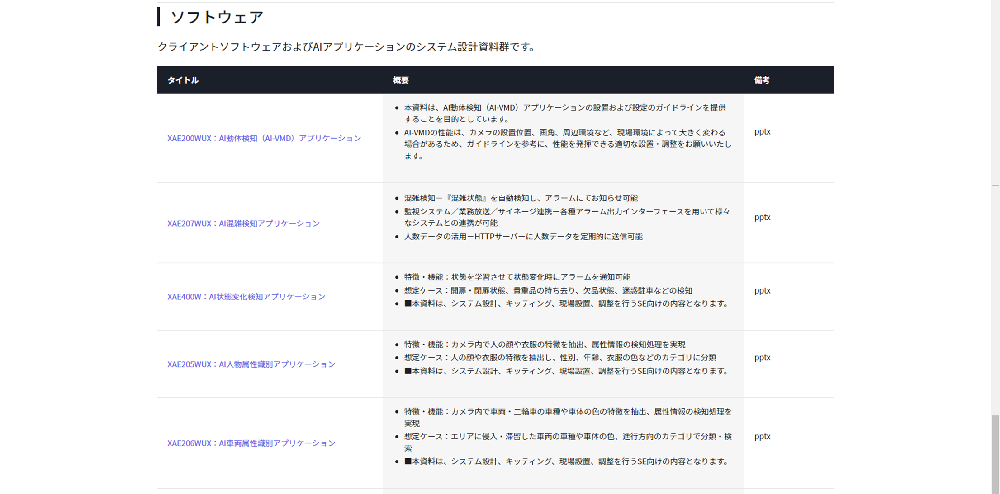 ソフトウェア
クライアントソフトウェアおよびAIアプリケーションのシステム設計資料群です。
タイトル 概要 備考
XAE200WUX：AI動体検知（AI-VMD）アプリケーション
本資料は、AI動体検知（AI-VMD）アプリケーションの設置および設定のガイドラインを提供
することを目的としています。
AI-VMDの性能は、カメラの設置位置、画角、周辺環境など、現場環境によって大きく変わる
場合があるため、ガイドラインを参考に、性能を発揮できる適切な設置・調整をお願いいたし
ます。
pptx
XAE207WUX：AI混雑検知アプリケーション
混雑検知－『混雑状態』を自動検知し、アラームにてお知らせ可能
監視システム／業務放送／サイネージ連携－各種アラーム出力インターフェースを用いて様々
なシステムとの連携が可能
人数データの活用－HTTPサーバーに人数データを定期的に送信可能
pptx
XAE400W：AI状態変化検知アプリケーション
特徴・機能：状態を学習させて状態変化時にアラームを通知可能
想定ケース：開扉・閉扉状態、貴重品の持ち去り、欠品状態、迷惑駐車などの検知
■本資料は、システム設計、キッティング、現場設置、調整を行うSE向けの内容となります。
pptx
XAE205WUX：AI人物属性識別アプリケーション
特徴・機能：カメラ内で人の顔や衣服の特徴を抽出、属性情報の検知処理を実現
想定ケース：人の顔や衣服の特徴を抽出し、性別、年齢、衣服の色などのカテゴリに分類
■本資料は、システム設計、キッティング、現場設置、調整を行うSE向けの内容となります。
pptx
XAE206WUX：AI車両属性識別アプリケーション
特徴・機能：カメラ内で車両・二輪車の車種や車体の色の特徴を抽出、属性情報の検知処理を
実現
想定ケース：エリアに侵入・滞留した車両の車種や車体の色、進行方向のカテゴリで分類・検
索
■本資料は、システム設計、キッティング、現場設置、調整を行うSE向けの内容となります。
pptx